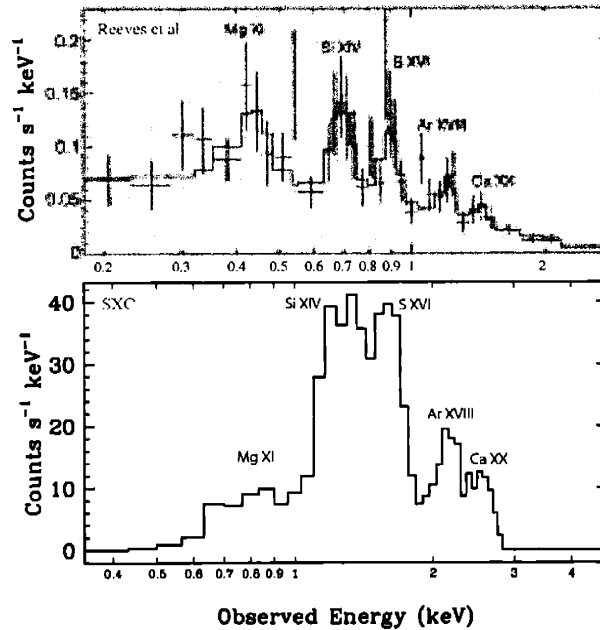 Reeves et al
Mg XI
Si XIV
S XVI
Ar XVIII
Ca XX
Counts s⁻¹ keV⁻¹
0.2
0.15
0.1
0.05
0
0.2 0.3 0.4 0.5 0.6 0.7 0.8 0.9 1 2
SXC
Si XIV
S XVI
Mg XI
Ar XVIII
Ca XX
Counts s⁻¹ keV⁻¹
40
30
20
10
0
0.4 0.5 0.6 0.7 0.8 0.9 1 2 3 4
Observed Energy (keV)